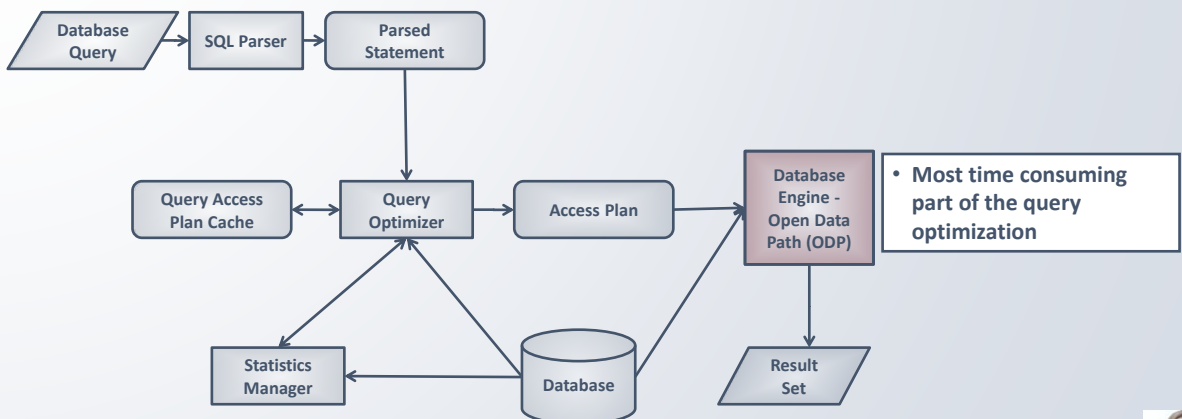 Database
Query
SQL Parser
Parsed
Statement
Query Access
Plan Cache
Query
Optimizer
Access Plan
Database
Engine -
Open Data
Path (ODP)
• Most time consuming
part of the query
optimization
Statistics
Manager
Database
Result
Set